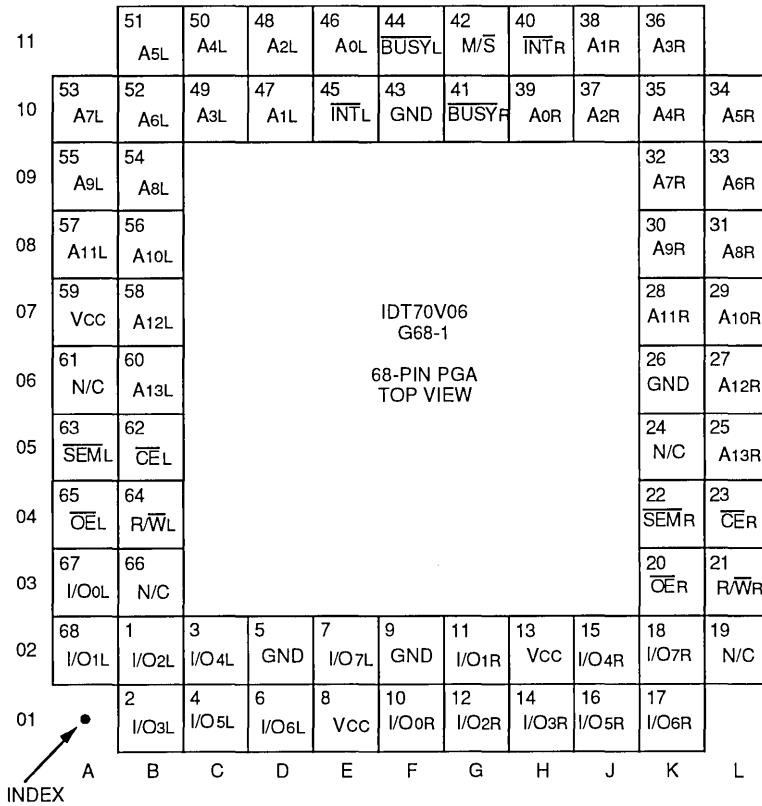 11 51 50 48 46 44 42 40 38 36
A5L A4L A2L A0L BUSYL M/S INTR A1R A3R
10 53 52 49 47 45 43 41 39 37 35 34
A7L A6L A3L A1L INTL GND BUSYR A0R A2R A4R A5R
09 55 54 32 33
A9L A8L A7R A6R
08 57 56 30 31
A11L A10L A9R A8R
07 59 58 28 29
VCC A12L IDT70V06 A11R A10R
G68-1
06 61 60 26 27
N/C A13L 68-PIN PGA GND A12R
TOP VIEW
05 63 62 24 25
SEML CEL N/C A13R
04 65 64 22 23
OEL R/WL SEMR CER
03 67 66 20 21
I/O0L N/C OER R/WR
02 68 1 3 5 7 9 11 13 15 18 19
I/O1L I/O2L I/O4L GND I/O7L GND I/O1R VCC I/O4R I/O7R N/C
01 2 4 6 8 10 12 14 16 17
I/O3L I/O5L I/O6L VCC I/O0R I/O2R I/O3R I/O5R I/O6R
A B C D E F G H J K L
INDEX